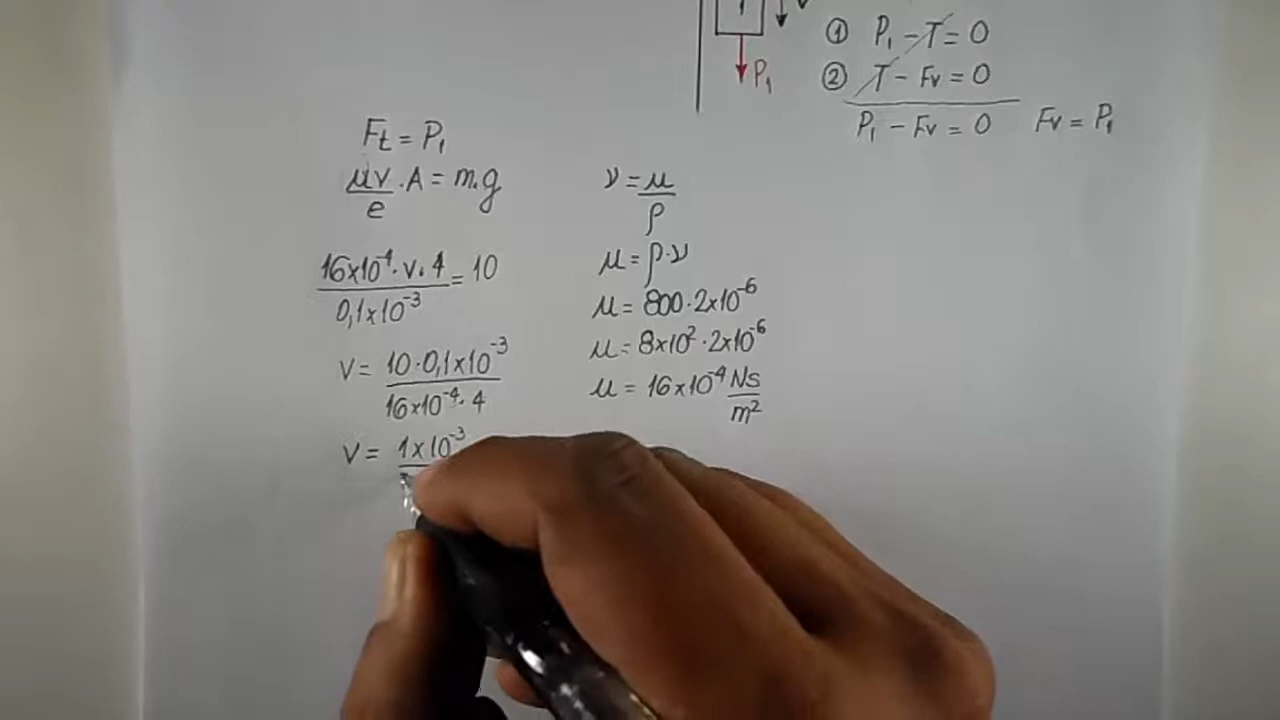 1
P₁
① P₁ - T = 0
② T - Fv = 0
P₁ - Fv = 0 Fv = P₁
Ft = P₁
μv/e . A = m.g
16x10⁻⁴ . v . 4 / 0,1x10⁻³ = 10
v = 10 . 0,1x10⁻³ / 16x10⁻⁴ . 4
v = 1x10⁻³
ν = μ/ρ
μ = ρ . ν
μ = 800 . 2x10⁻⁶
μ = 8x10² . 2x10⁻⁶
μ = 16x10⁻⁴ Ns/m²